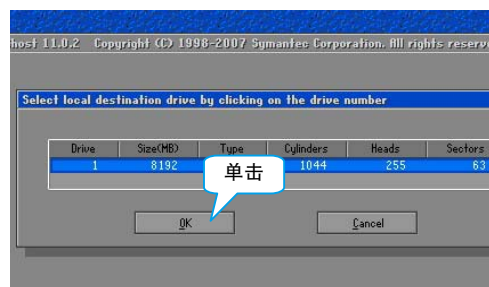 host 11.0.2 Copyright (C) 1998-2007 Symantec Corporation. All rights reserve
Select local destination drive by clicking on the drive number
Drive Size(MB) Type Cylinders Heads Sectors
1 8192 1044 255 63
单击
OK Cancel